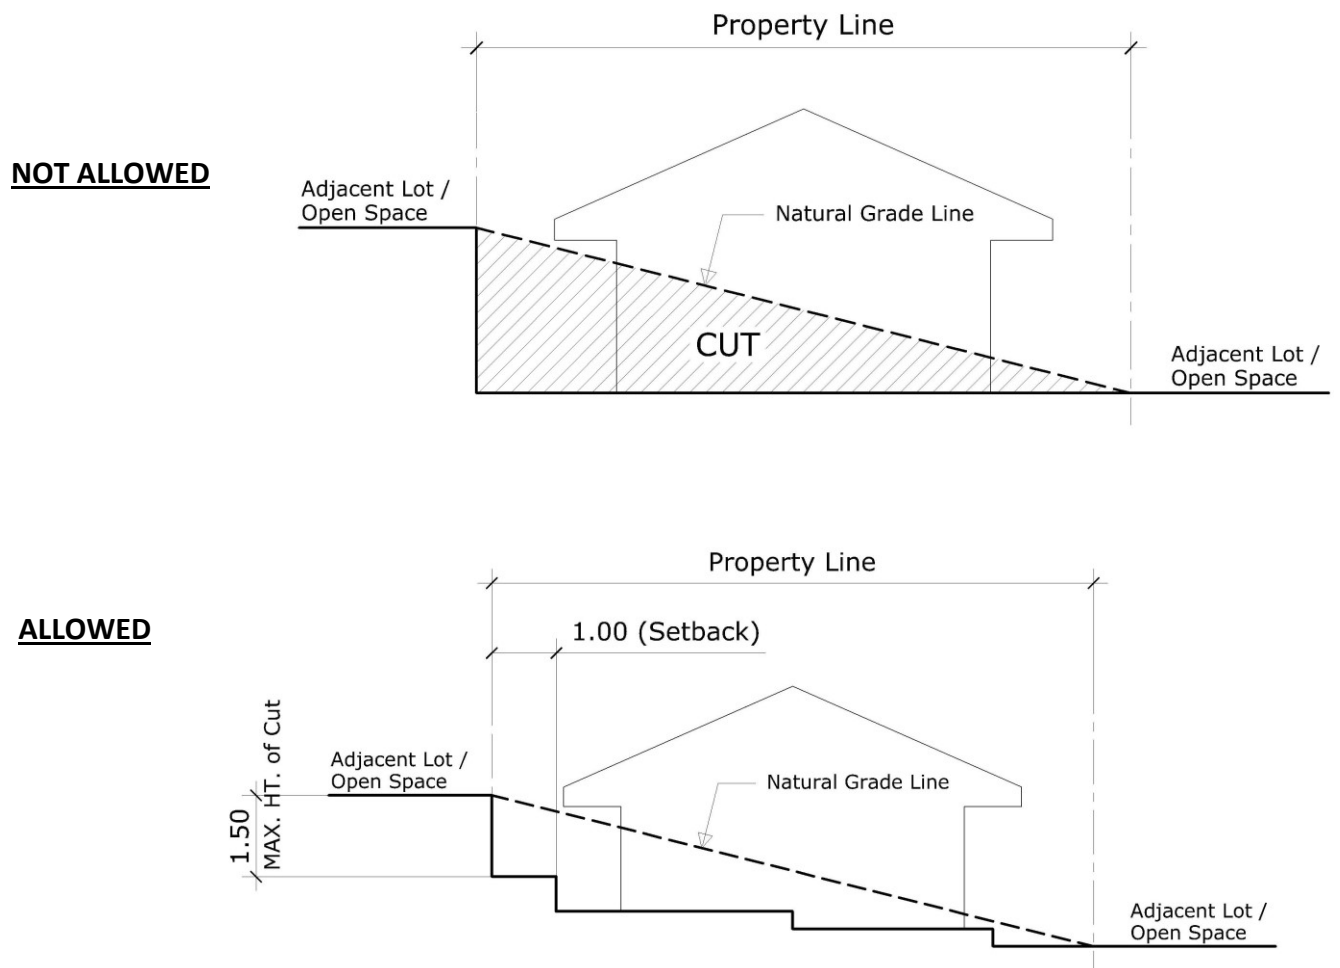 Property Line
NOT ALLOWED
Adjacent Lot /
Open Space
Natural Grade Line
CUT
Adjacent Lot /
Open Space
Property Line
ALLOWED
1.00 (Setback)
1.50
MAX. HT. of Cut
Adjacent Lot /
Open Space
Natural Grade Line
Adjacent Lot /
Open Space